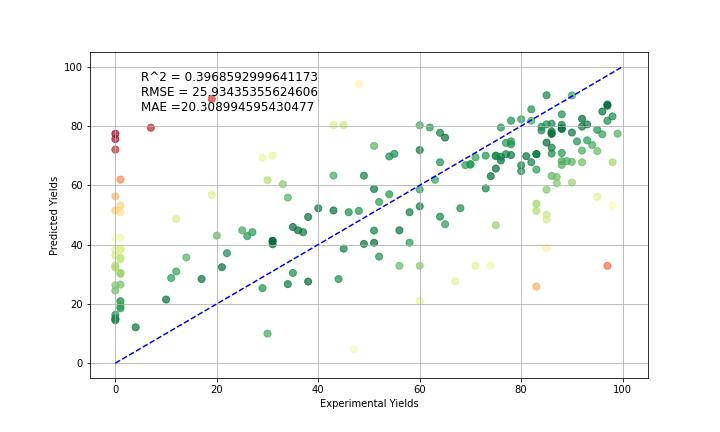 R^2 = 0.3968592999641173
RMSE = 25.93435355624606
MAE =20.308994595430477
100
80
60
40
20
0
Predicted Yields
0 20 40 60 80 100
Experimental Yields